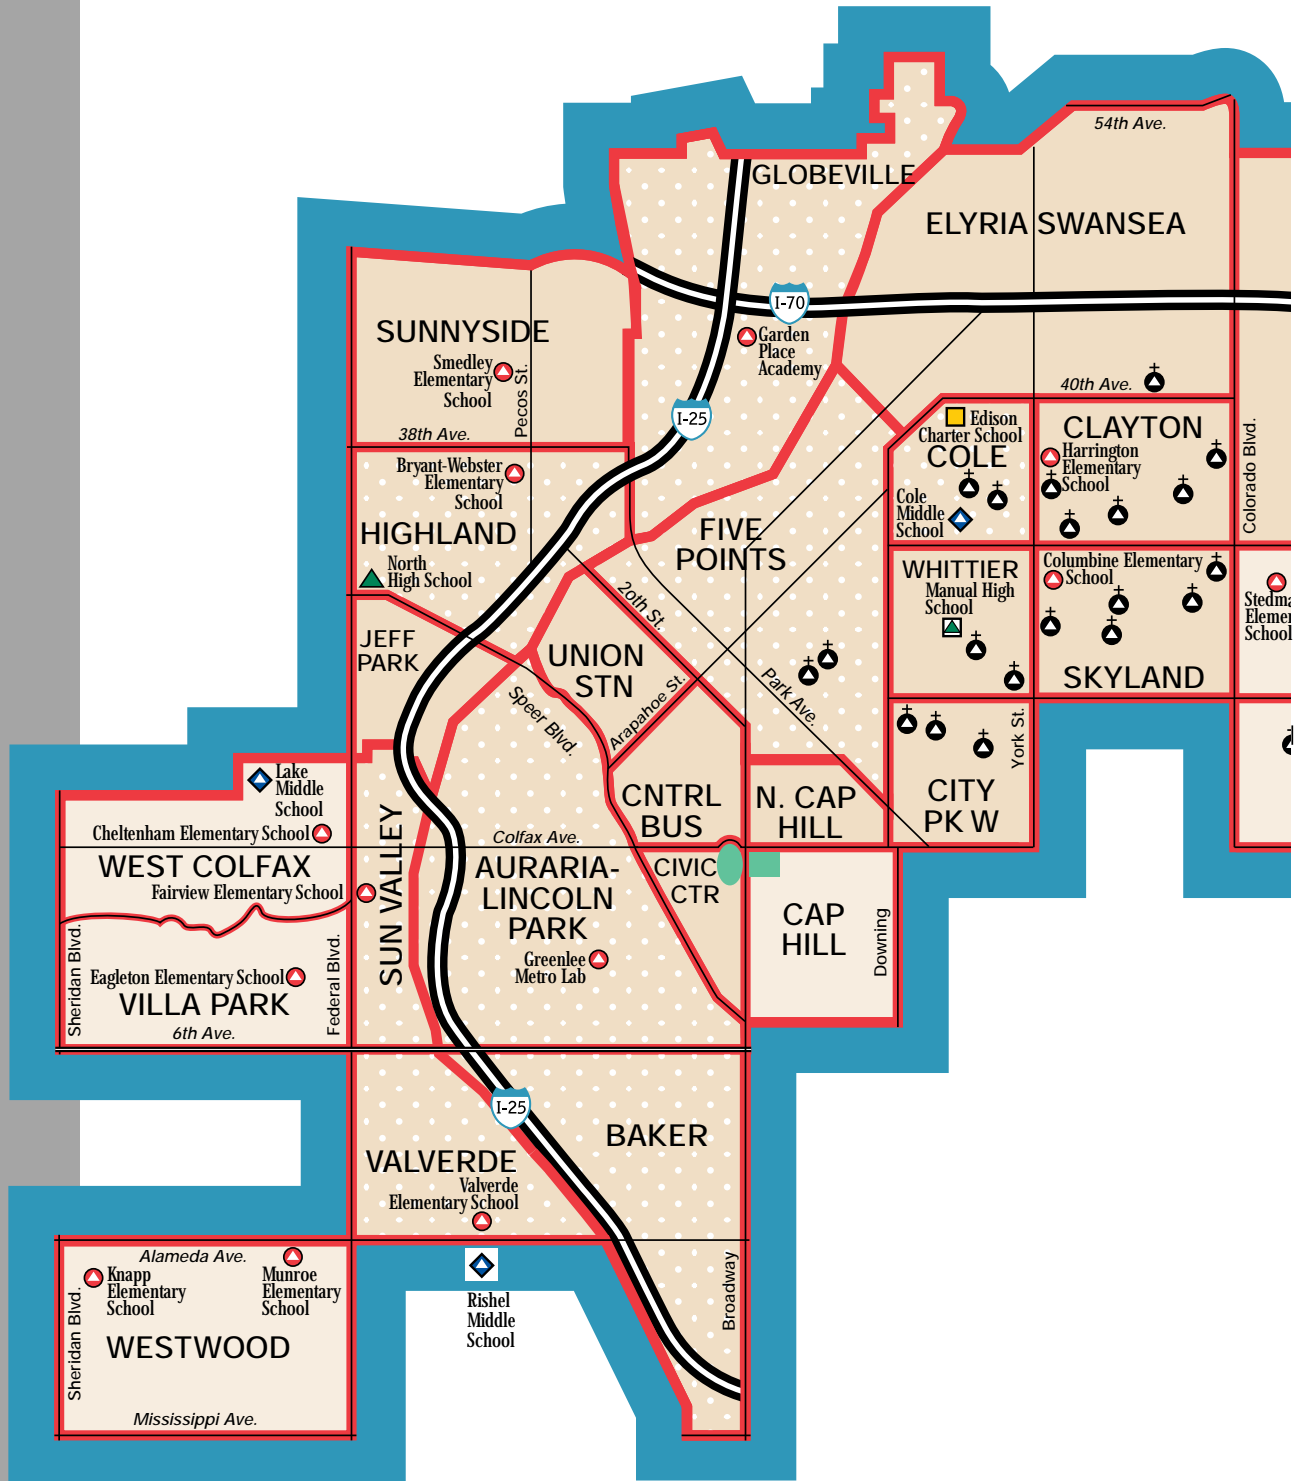 54th Ave.
GLOBEVILLE
ELYRIA SWANSEA
I-70
SUNNYSIDE
Garden
Place
Academy
Smedley
Elementary
School
Pecos St.
40th Ave.
I-25
38th Ave.
Edison
Charter School
COLE
CLAYTON
Harrington
Elementary
School
Colorado Blvd.
Bryant-Webster
Elementary
School
Cole
Middle
School
HIGHLAND
FIVE
POINTS
North
High School
WHITTIER
Manual High
School
Columbine Elementary
School
20th St.
JEFF
PARK
UNION
STN
SKYLAND
Speer Blvd.
Arapahoe St.
Park Ave.
York St.
Lake
Middle
School
CNTRL
BUS
N. CAP
HILL
CITY
PK W
Cheltenham Elementary School
Colfax Ave.
WEST COLFAX
SUN VALLEY
AURARIA-
LINCOLN
PARK
CIVIC
CTR
Fairview Elementary School
CAP
HILL
Downing
Sheridan Blvd.
Federal Blvd.
Greenlee
Metro Lab
Eagleton Elementary School
VILLA PARK
6th Ave.
I-25
BAKER
VALVERDE
Valverde
Elementary School
Alameda Ave.
Knapp
Elementary
School
Munroe
Elementary
School
Rishel
Middle
School
Broadway
Sheridan Blvd.
WESTWOOD
Mississippi Ave.
School